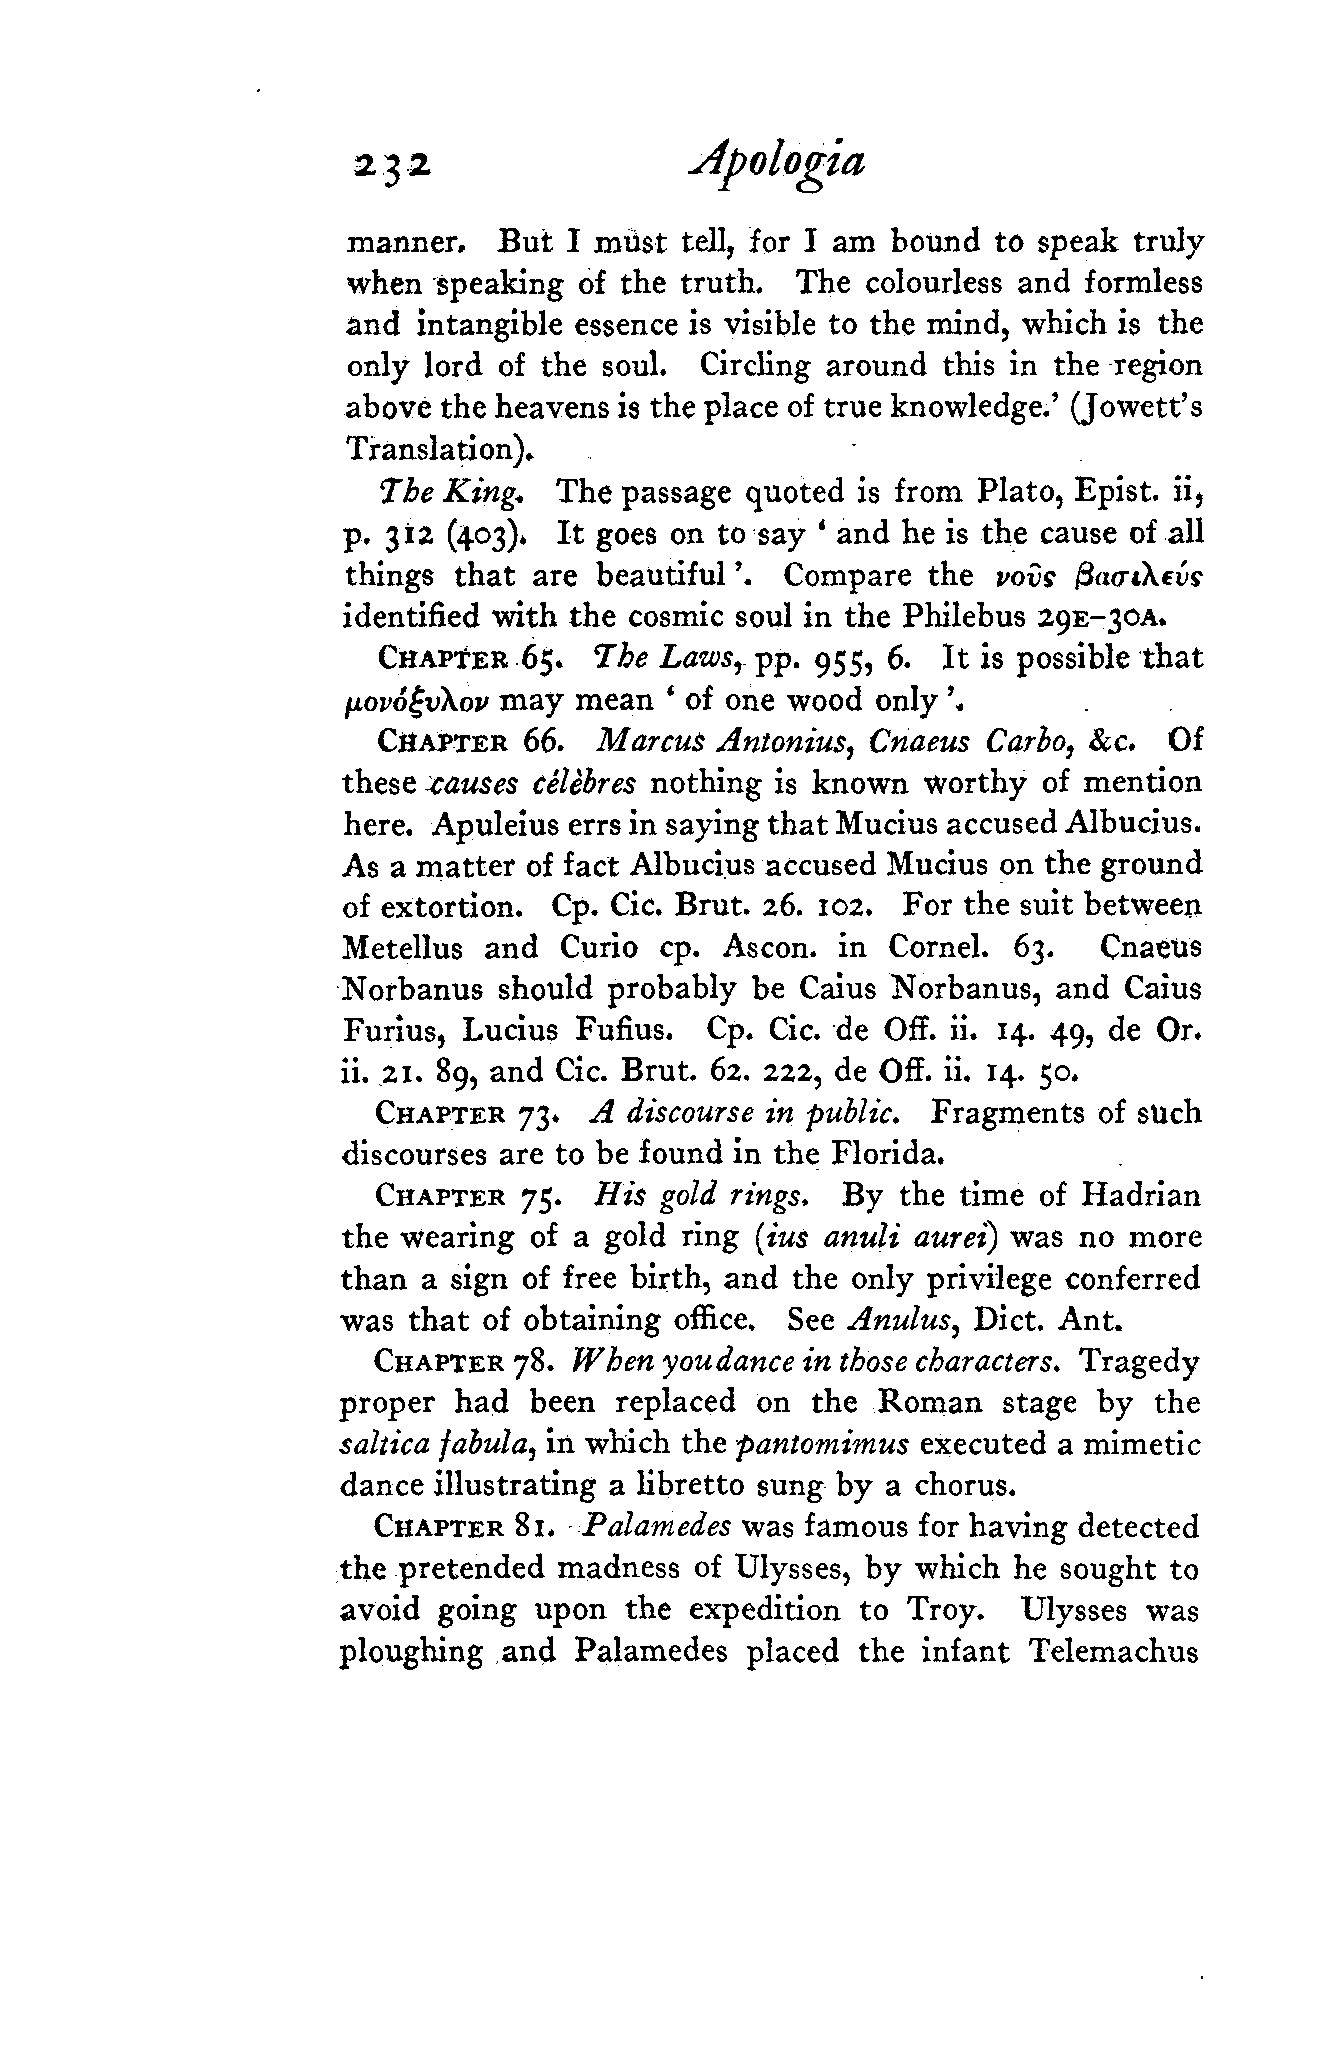 232 Apologia
manner. But I must tell, for I am bound to speak truly
when speaking of the truth. The colourless and formless
and intangible essence is visible to the mind, which is the
only lord of the soul. Circling around this in the region
above the heavens is the place of true knowledge.’ (Jowett’s
Translation).
The King. The passage quoted is from Plato, Epist. ii,
p. 312 (403). It goes on to say ‘ and he is the cause of all
things that are beautiful ’. Compare the νοῦς βασιλεύς
identified with the cosmic soul in the Philebus 29E–30A.
CHAPTER 65. The Laws, pp. 955, 6. It is possible that
μονόξυλον may mean ‘ of one wood only ’.
CHAPTER 66. Marcus Antonius, Cnaeus Carbo, &c. Of
these causes célèbres nothing is known worthy of mention
here. Apuleius errs in saying that Mucius accused Albucius.
As a matter of fact Albucius accused Mucius on the ground
of extortion. Cp. Cic. Brut. 26. 102. For the suit between
Metellus and Curio cp. Ascon. in Cornel. 63. Cnaeus
Norbanus should probably be Caius Norbanus, and Caius
Furius, Lucius Fufius. Cp. Cic. de Off. ii. 14. 49, de Or.
ii. 21. 89, and Cic. Brut. 62. 222, de Off. ii. 14. 50.
CHAPTER 73. A discourse in public. Fragments of such
discourses are to be found in the Florida.
CHAPTER 75. His gold rings. By the time of Hadrian
the wearing of a gold ring (ius anuli aurei) was no more
than a sign of free birth, and the only privilege conferred
was that of obtaining office. See Anulus, Dict. Ant.
CHAPTER 78. When you dance in those characters. Tragedy
proper had been replaced on the Roman stage by the
saltica fabula, in which the pantomimus executed a mimetic
dance illustrating a libretto sung by a chorus.
CHAPTER 81. Palamedes was famous for having detected
the pretended madness of Ulysses, by which he sought to
avoid going upon the expedition to Troy. Ulysses was
ploughing and Palamedes placed the infant Telemachus